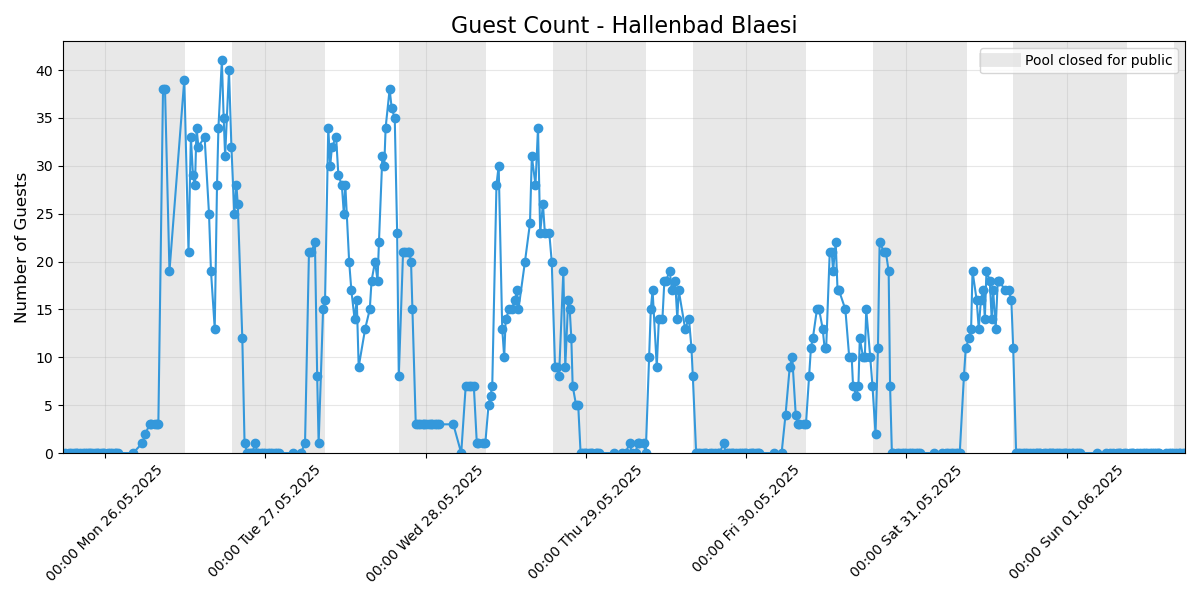 Guest Count - Hallenbad Blaesi
Pool closed for public
Number of Guests
40
35
30
25
20
15
10
5
0
00:00 Mon 26.05.2025
00:00 Tue 27.05.2025
00:00 Wed 28.05.2025
00:00 Thu 29.05.2025
00:00 Fri 30.05.2025
00:00 Sat 31.05.2025
00:00 Sun 01.06.2025